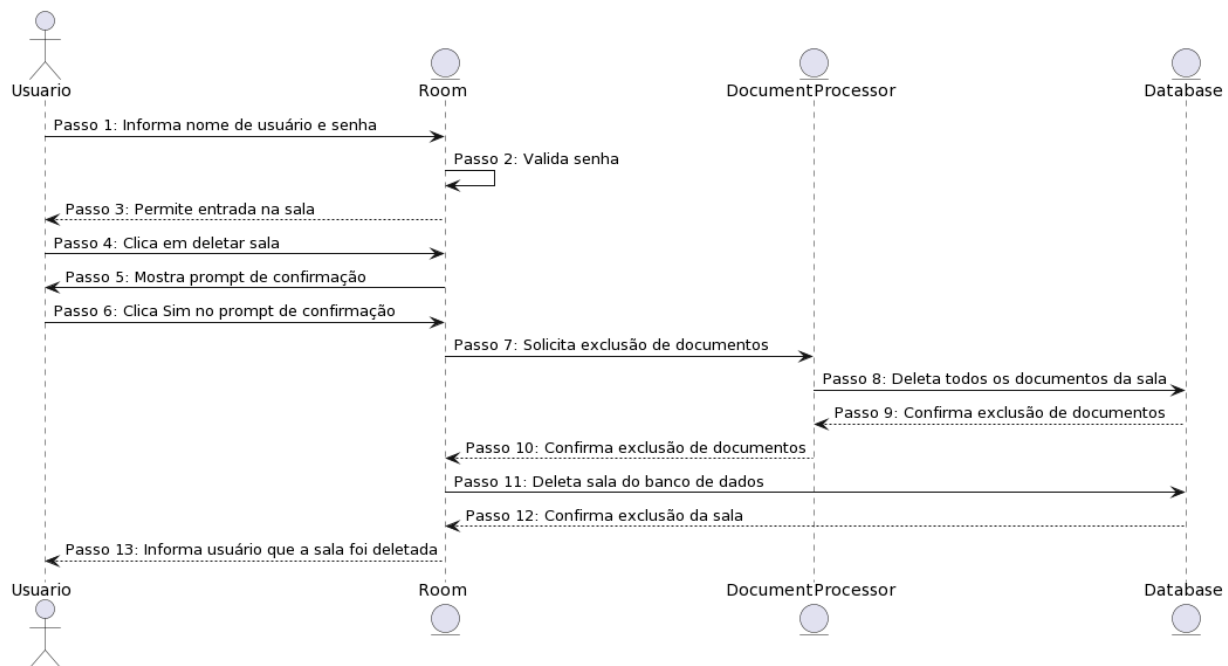 Usuario
Room
DocumentProcessor
Database
Passo 1: Informa nome de usuário e senha
Passo 2: Valida senha
Passo 3: Permite entrada na sala
Passo 4: Clica em deletar sala
Passo 5: Mostra prompt de confirmação
Passo 6: Clica Sim no prompt de confirmação
Passo 7: Solicita exclusão de documentos
Passo 8: Deleta todos os documentos da sala
Passo 9: Confirma exclusão de documentos
Passo 10: Confirma exclusão de documentos
Passo 11: Deleta sala do banco de dados
Passo 12: Confirma exclusão da sala
Passo 13: Informa usuário que a sala foi deletada
Usuario
Room
DocumentProcessor
Database